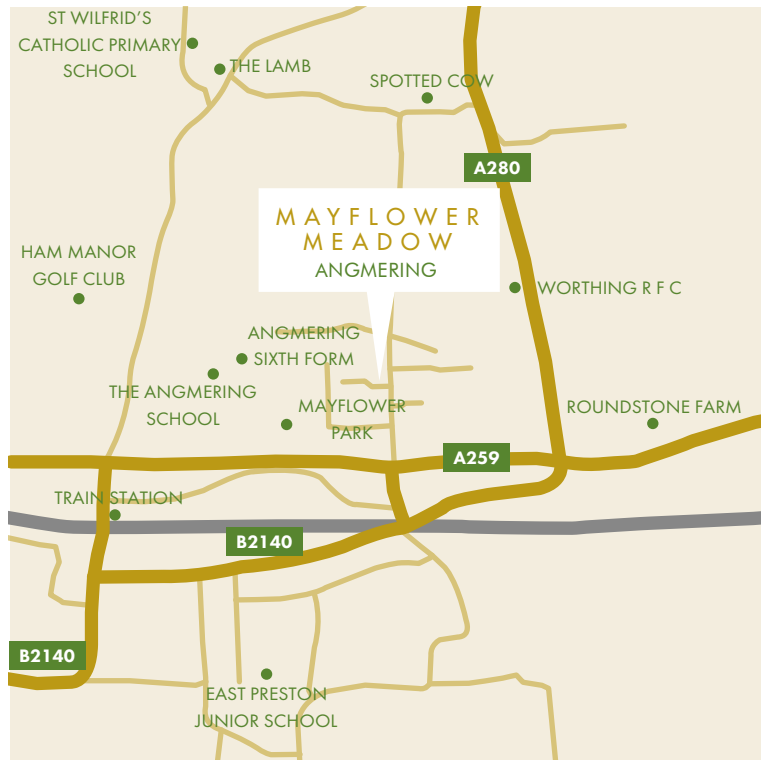 ST WILFRID'S
CATHOLIC PRIMARY
SCHOOL
THE LAMB
SPOTTED COW
A280
MAYFLOWER
MEADOW
ANGMERING
HAM MANOR
GOLF CLUB
WORTHING R F C
ANGMERING
SIXTH FORM
THE ANGMERING
SCHOOL
MAYFLOWER
PARK
ROUNDSTONE FARM
A259
TRAIN STATION
B2140
B2140
EAST PRESTON
JUNIOR SCHOOL